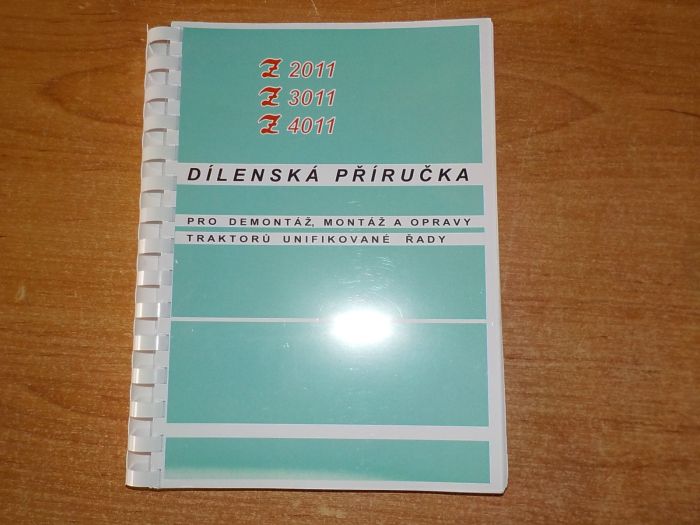 Z 2011
Z 3011
Z 4011
DÍLENSKÁ PŘÍRUČKA
PRO DEMONTÁŽ, MONTÁŽ A OPRAVY
TRAKTORŮ UNIFIKOVANÉ ŘADY